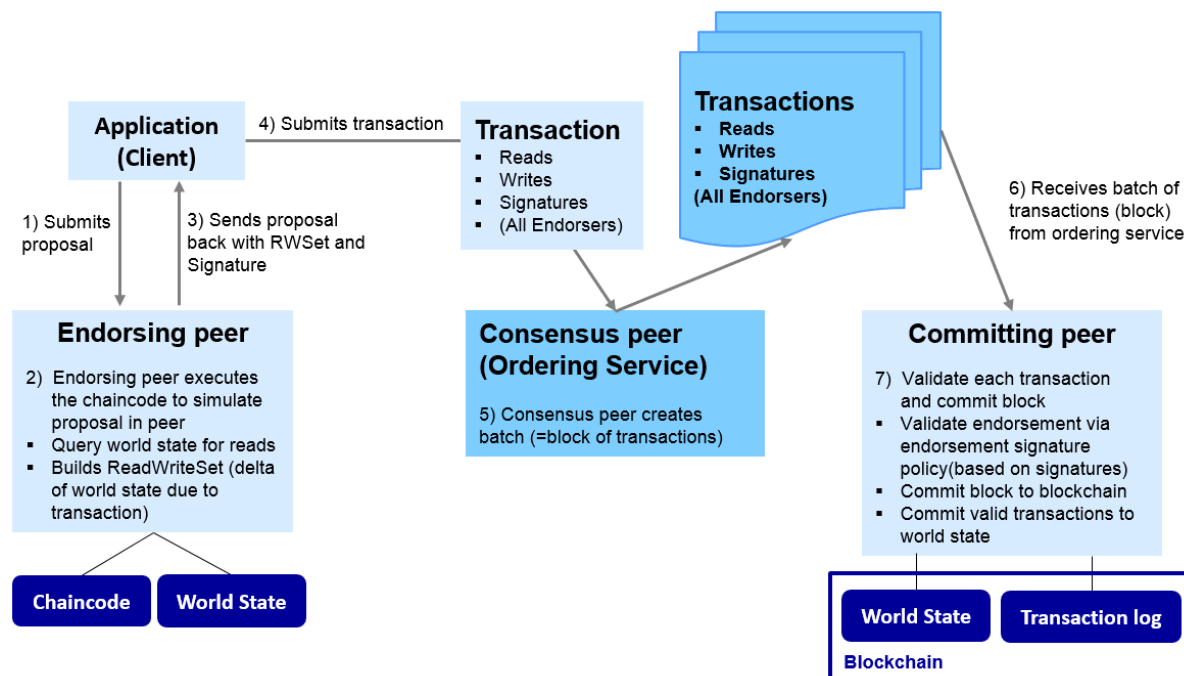 Application
(Client)
4) Submits transaction
Transaction
▪ Reads
▪ Writes
▪ Signatures
▪ (All Endorsers)
Transactions
▪ Reads
▪ Writes
▪ Signatures
(All Endorsers)
6) Receives batch of
transactions (block)
from ordering service
1) Submits
proposal
3) Sends proposal
back with RWSet and
Signature
Endorsing peer
2) Endorsing peer executes
the chaincode to simulate
proposal in peer
▪ Query world state for reads
▪ Builds ReadWriteSet (delta
of world state due to
transaction)
Chaincode
World State
Consensus peer
(Ordering Service)
5) Consensus peer creates
batch (=block of transactions)
Committing peer
7) Validate each transaction
and commit block
▪ Validate endorsement via
endorsement signature
policy(based on signatures)
▪ Commit block to blockchain
▪ Commit valid transactions to
world state
World State
Transaction log
Blockchain